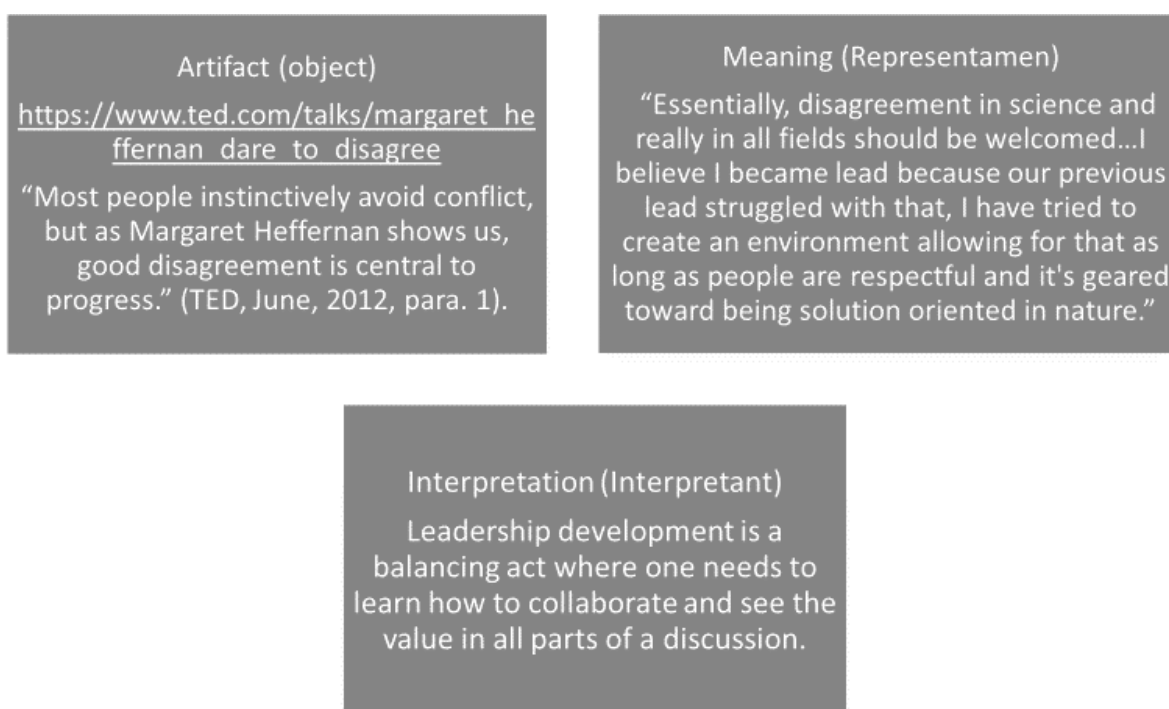 Artifact (object)
https://www.ted.com/talks/margaret_he
ffernan_dare_to_disagree
“Most people instinctively avoid conflict,
but as Margaret Heffernan shows us,
good disagreement is central to
progress.” (TED, June, 2012, para. 1).
Meaning (Representamen)
“Essentially, disagreement in science and
really in all fields should be welcomed...I
believe I became lead because our previous
lead struggled with that, I have tried to
create an environment allowing for that as
long as people are respectful and it's geared
toward being solution oriented in nature.”
Interpretation (Interpretant)
Leadership development is a
balancing act where one needs to
learn how to collaborate and see the
value in all parts of a discussion.